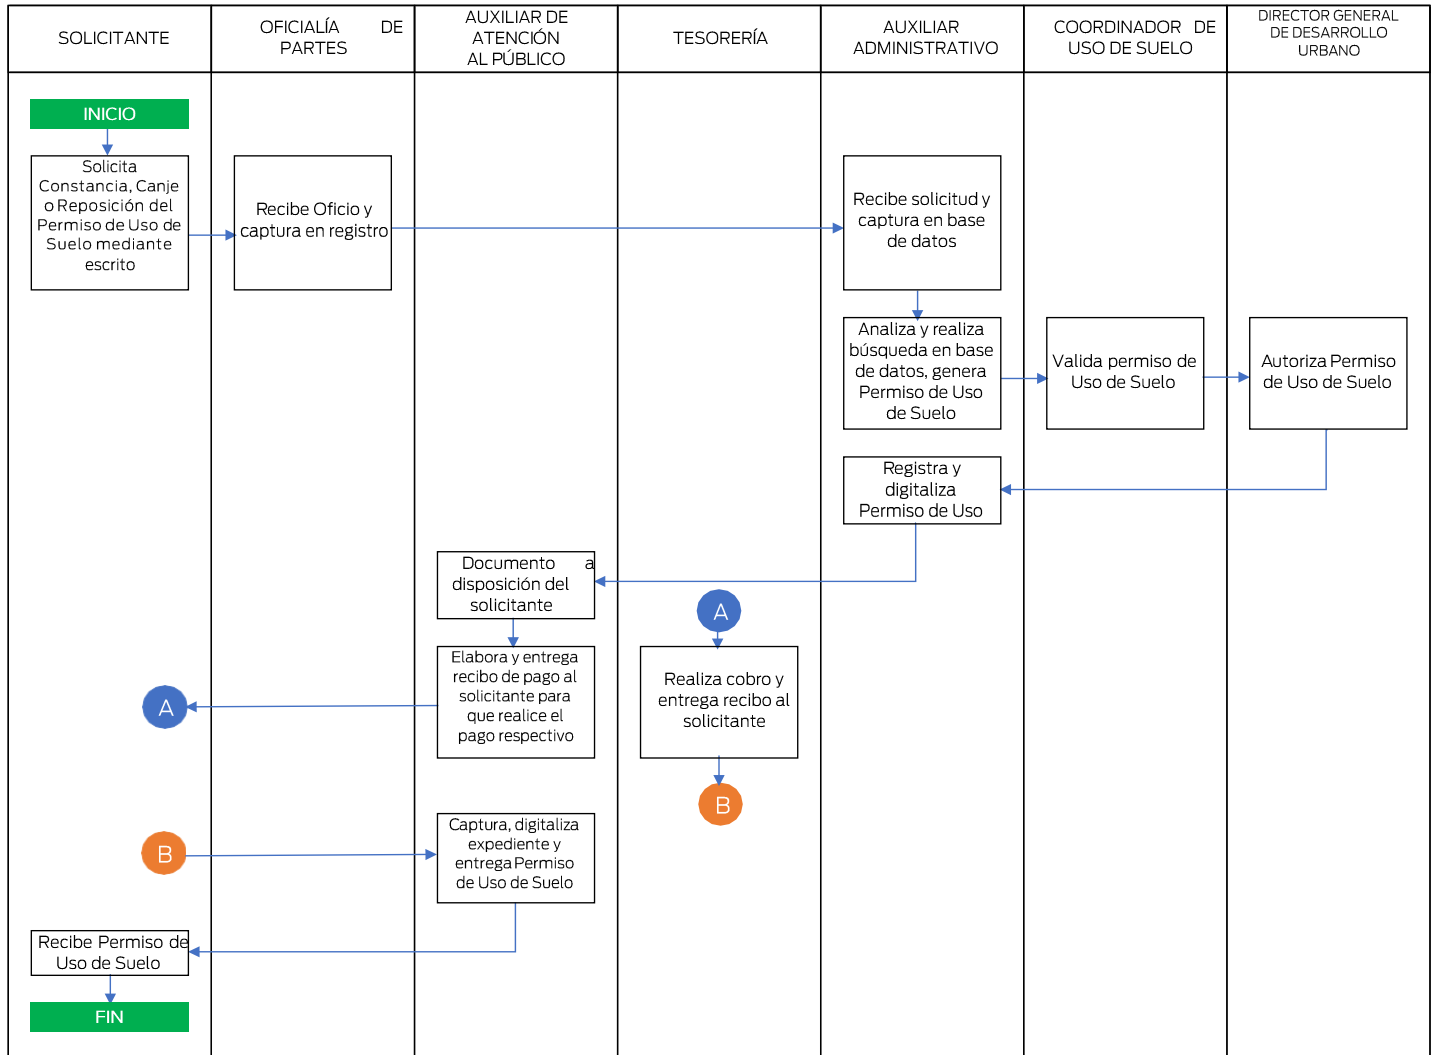 SOLICITANTE
OFICIALÍA DE
PARTES
AUXILIAR DE
ATENCIÓN
AL PÚBLICO
TESORERÍA
AUXILIAR
ADMINISTRATIVO
COORDINADOR DE
USO DE SUELO
DIRECTOR GENERAL
DE DESARROLLO
URBANO
INICIO
Solicita
Constancia, Canje
o Reposición del
Permiso de Uso de
Suelo mediante
escrito
Recibe Oficio y
captura en registro
Recibe solicitud y
captura en base
de datos
Analiza y realiza
búsqueda en base
de datos, genera
Permiso de Uso
de Suelo
Valida permiso de
Uso de Suelo
Autoriza Permiso
de Uso de Suelo
Registra y
digitaliza
Permiso de Uso
Documento a
disposición del
solicitante
A
Elabora y entrega
recibo de pago al
solicitante para
que realice el
pago respectivo
Realiza cobro y
entrega recibo al
solicitante
A
B
B
Captura, digitaliza
expediente y
entrega Permiso
de Uso de Suelo
Recibe Permiso de
Uso de Suelo
FIN